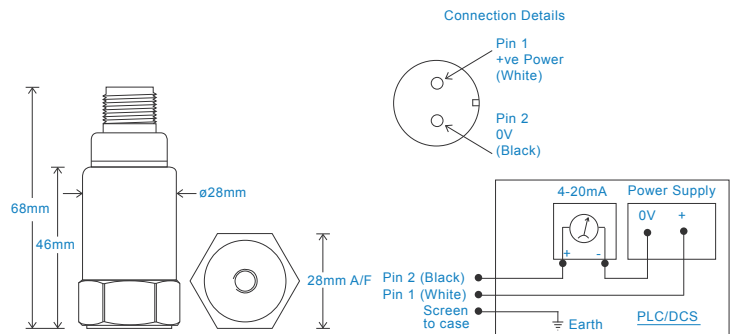 Connection Details
Pin 1
+ve Power
(White)
Pin 2
0V
(Black)
68mm
46mm
ø28mm
28mm A/F
4-20mA
Power Supply
0V +
+ -
Pin 2 (Black)
Pin 1 (White)
Screen
to case
Earth
PLC/DCS